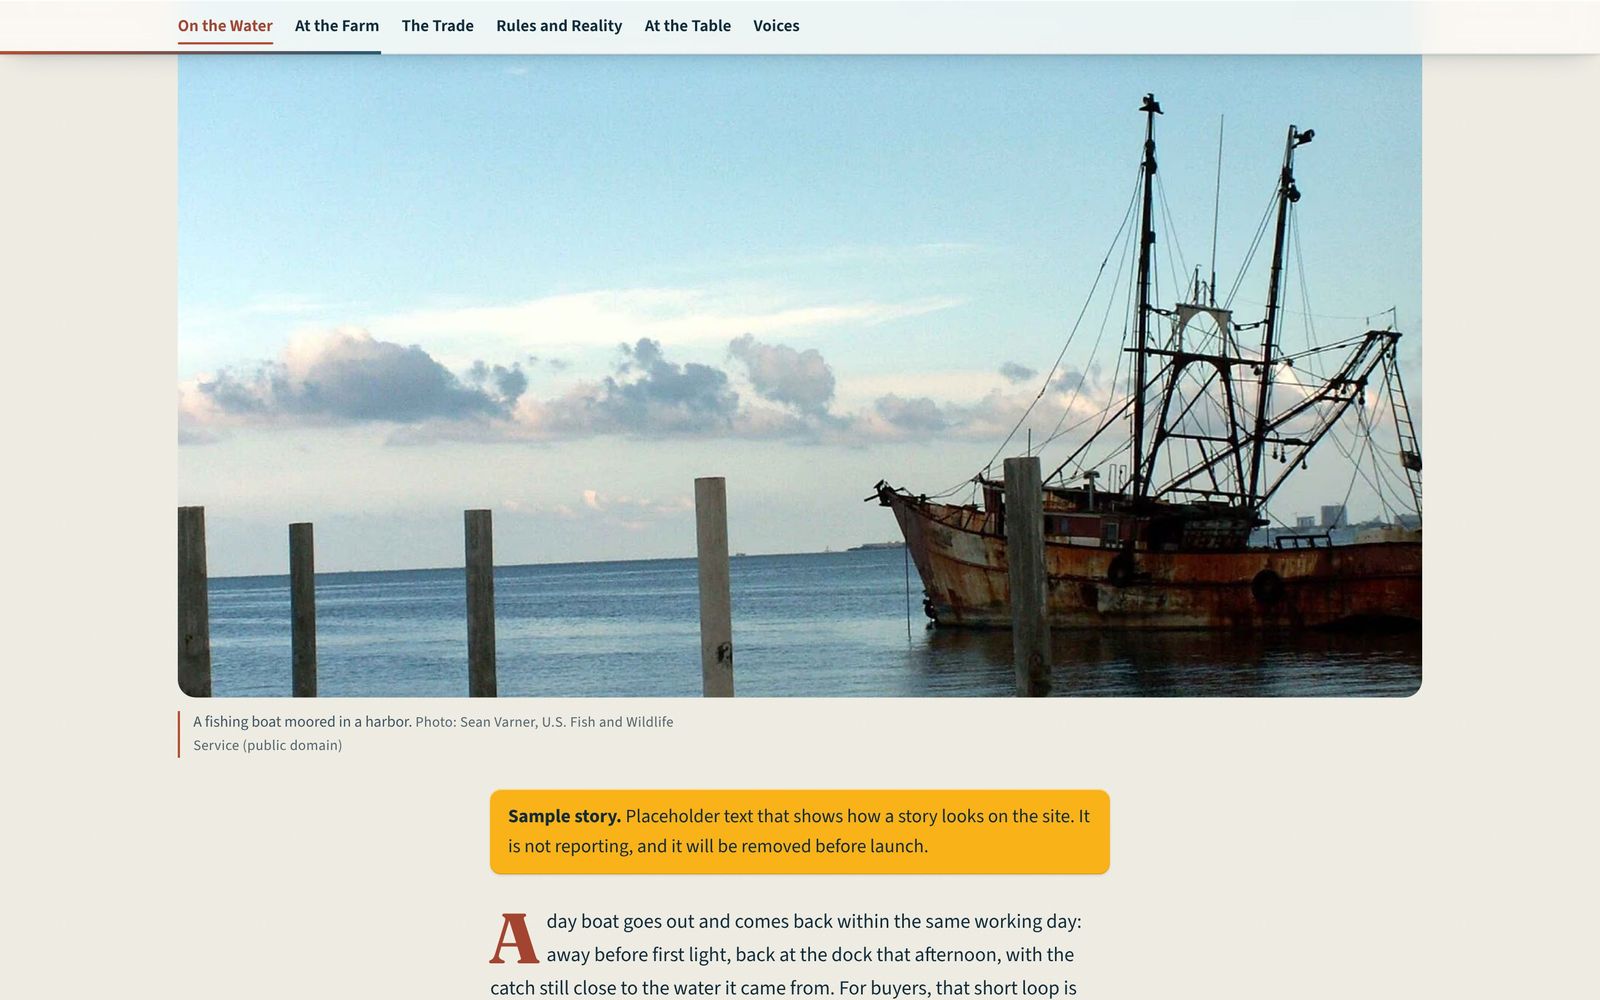 On the Water At the Farm The Trade Rules and Reality At the Table Voices
A fishing boat moored in a harbor. Photo: Sean Varner, U.S. Fish and Wildlife
Service (public domain)
Sample story. Placeholder text that shows how a story looks on the site. It
is not reporting, and it will be removed before launch.
A day boat goes out and comes back within the same working day:
away before first light, back at the dock that afternoon, with the
catch still close to the water it came from. For buyers, that short loop is